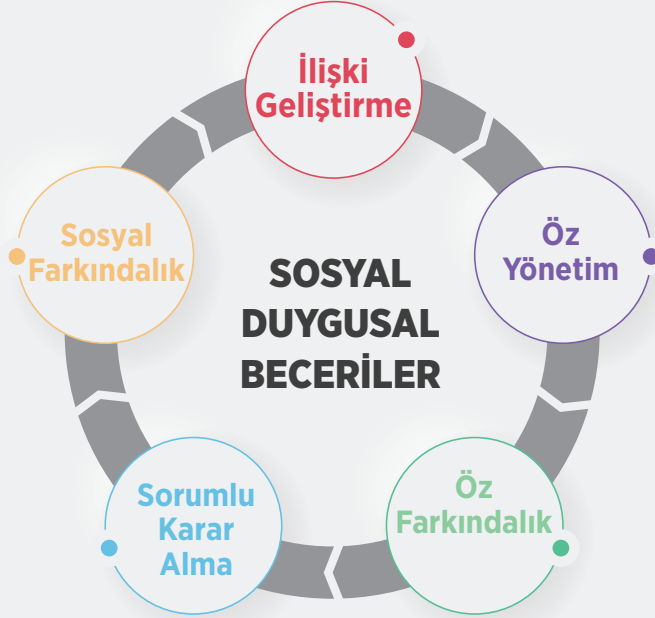 İlişki
Geliştirme
Öz
Yönetim
Öz
Farkındalık
Sorumlu
Karar
Alma
Sosyal
Farkındalık
SOSYAL
DUYGUSAL
BECERİLER